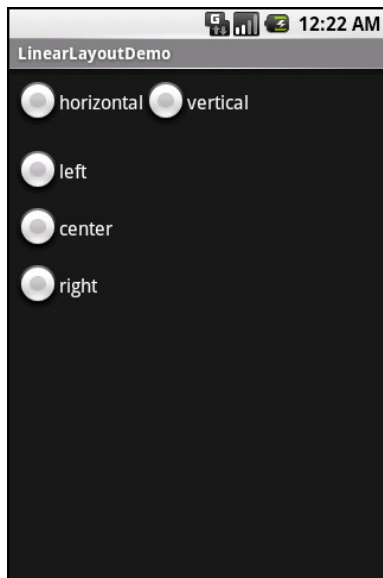 G 12:22 AM
LinearLayoutDemo
horizontal vertical
left
center
right